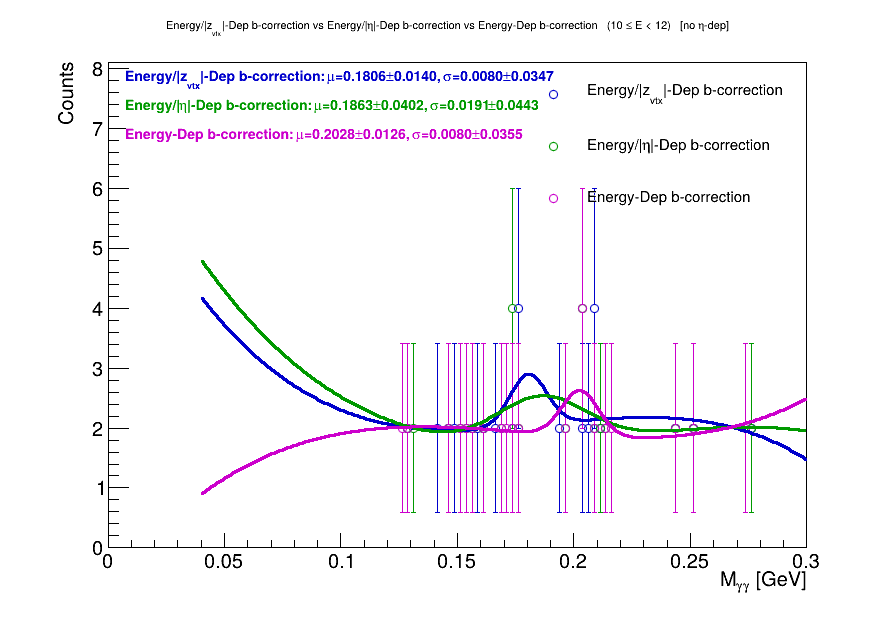 Energy/|z_vtx|-Dep b-correction vs Energy/|η|-Dep b-correction vs Energy-Dep b-correction (10 ≤ E < 12) [no η-dep]
Counts
Energy/|z_vtx|-Dep b-correction: μ=0.1806±0.0140, σ=0.0080±0.0347
Energy/|η|-Dep b-correction: μ=0.1863±0.0402, σ=0.0191±0.0443
Energy-Dep b-correction: μ=0.2028±0.0126, σ=0.0080±0.0355
Energy/|z_vtx|-Dep b-correction
Energy/|η|-Dep b-correction
Energy-Dep b-correction
8
7
6
5
4
3
2
1
0
0 0.05 0.1 0.15 0.2 0.25 0.3
M_γγ [GeV]